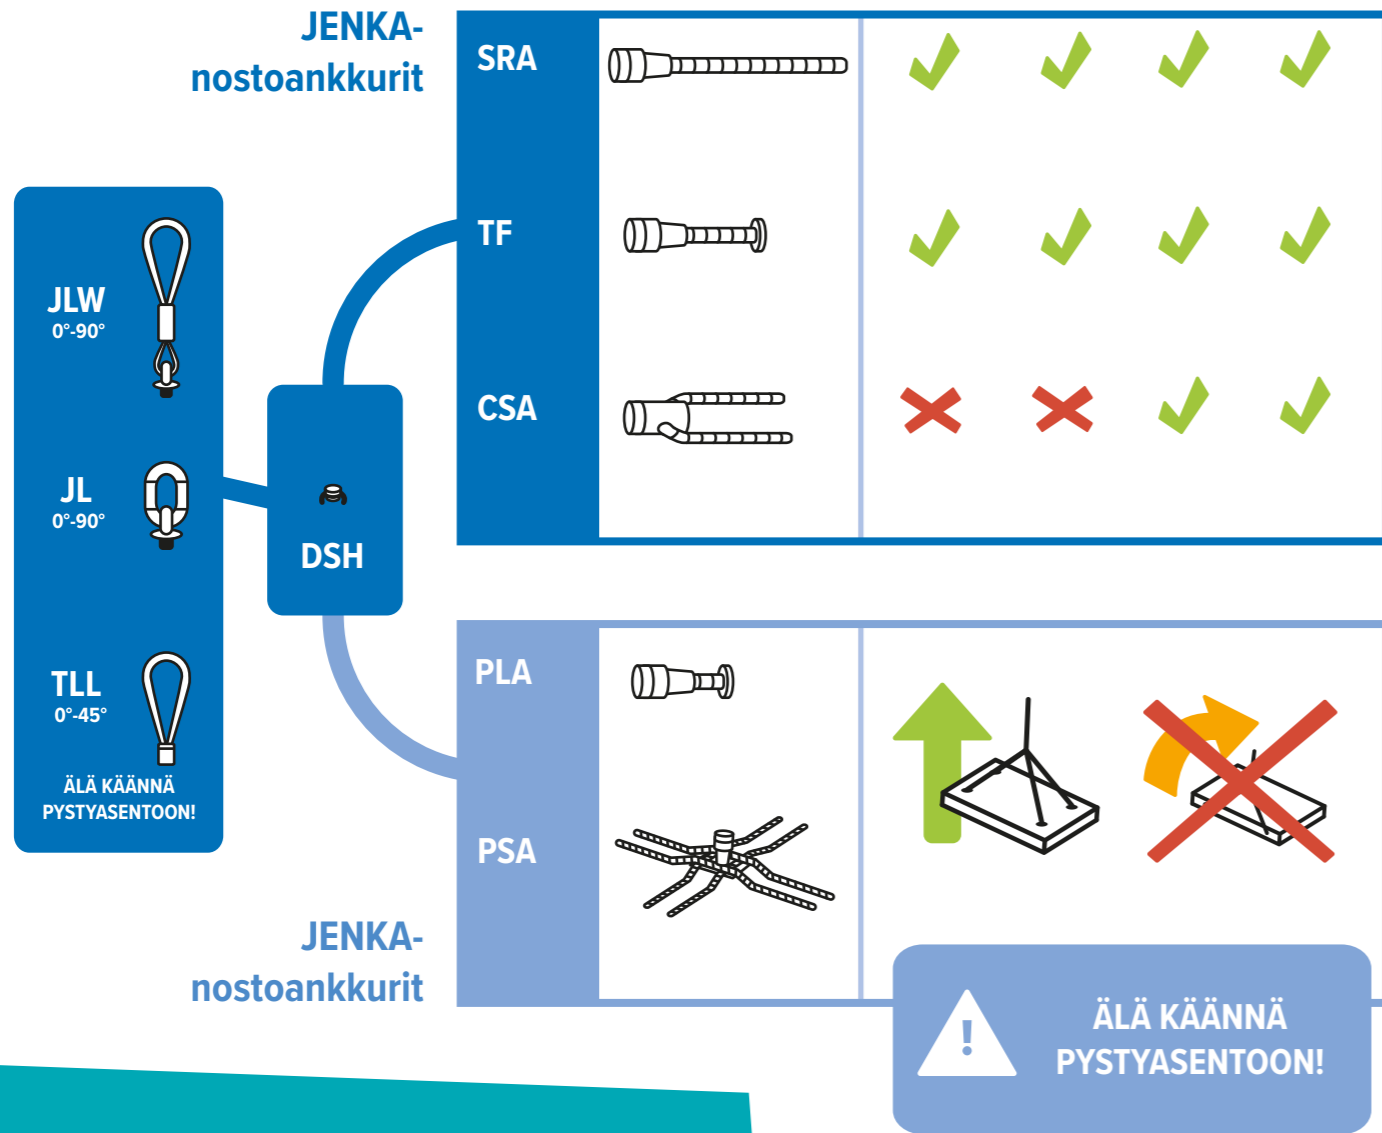 JENKA-
nostoankkurit
SRA
TF
CSA
JLW
0°-90°
JL
0°-90°
TLL
0°-45°
ÄLÄ KÄÄNNÄ
PYSTYASENTOON!
DSH
PLA
PSA
JENKA-
nostoankkurit
!
ÄLÄ KÄÄNNÄ
PYSTYASENTOON!